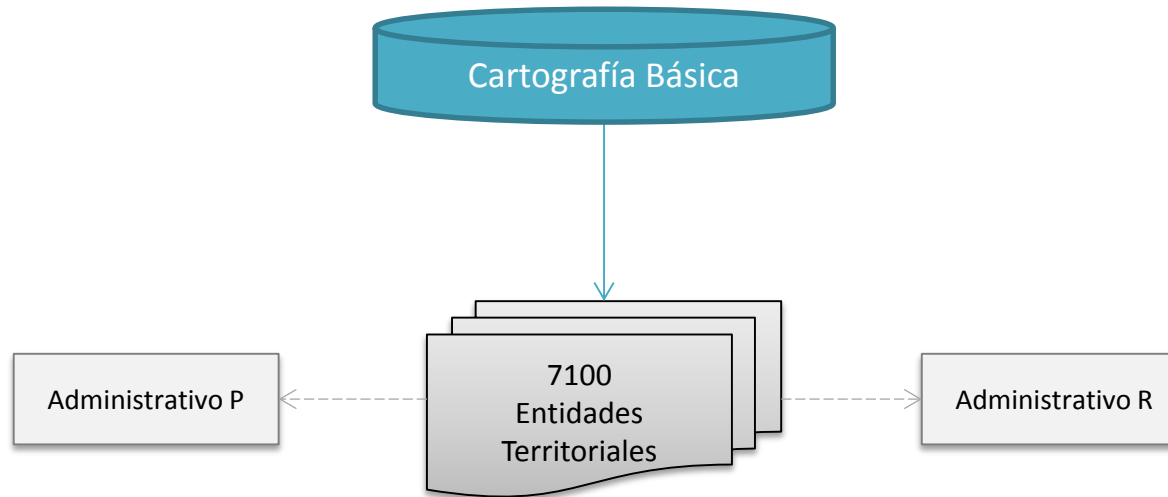 Cartografía Básica
7100
Entidades
Territoriales
Administrativo P
Administrativo R